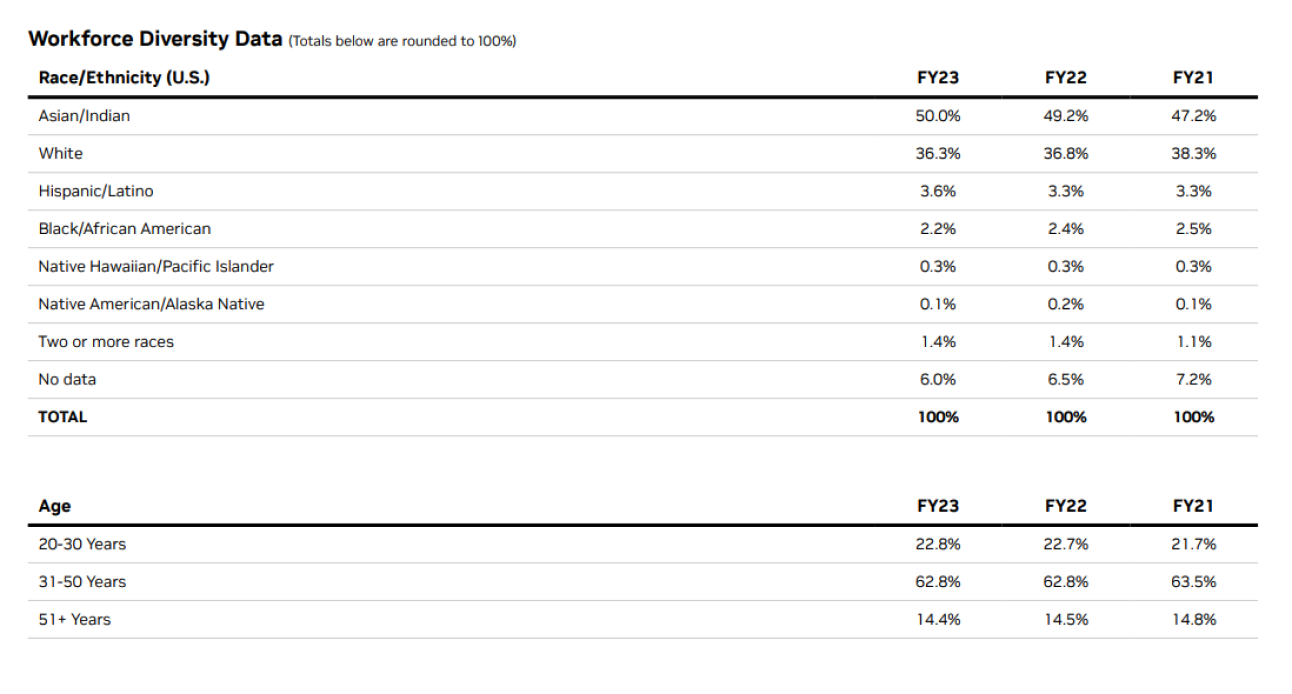 Workforce Diversity Data (Totals below are rounded to 100%)
Race/Ethnicity (U.S.) FY23 FY22 FY21
Asian/Indian 50.0% 49.2% 47.2%
White 36.3% 36.8% 38.3%
Hispanic/Latino 3.6% 3.3% 3.3%
Black/African American 2.2% 2.4% 2.5%
Native Hawaiian/Pacific Islander 0.3% 0.3% 0.3%
Native American/Alaska Native 0.1% 0.2% 0.1%
Two or more races 1.4% 1.4% 1.1%
No data 6.0% 6.5% 7.2%
TOTAL 100% 100% 100%
Age FY23 FY22 FY21
20-30 Years 22.8% 22.7% 21.7%
31-50 Years 62.8% 62.8% 63.5%
51+ Years 14.4% 14.5% 14.8%